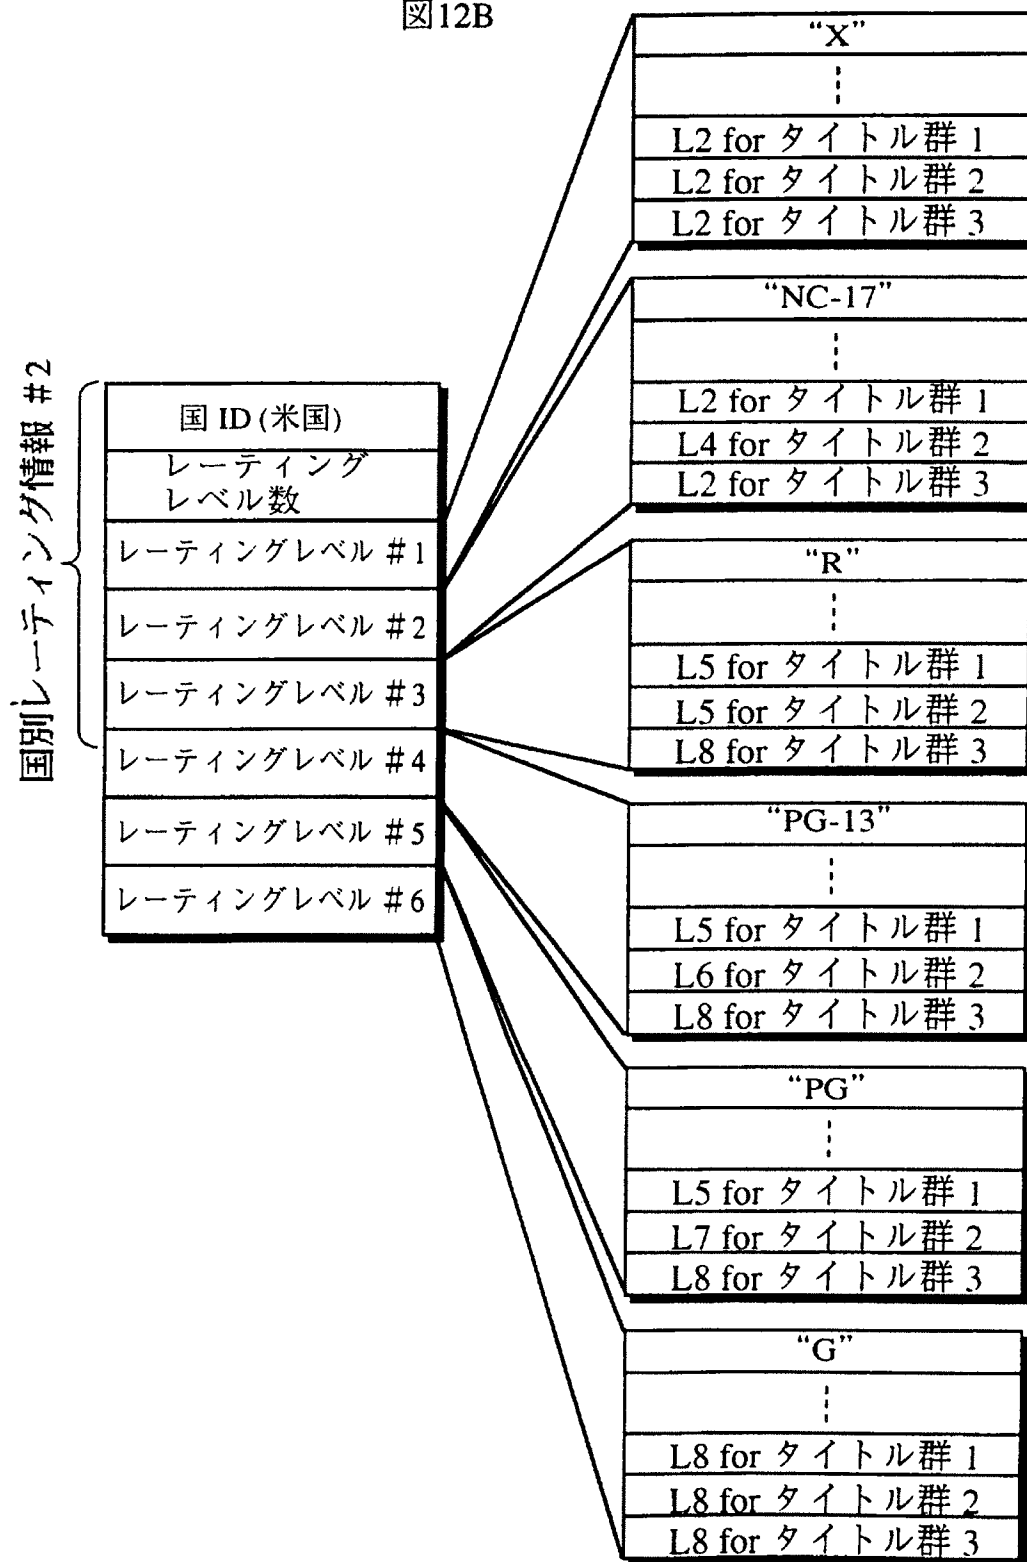 図12B
国別レーティング情報 #2
国 ID (米国)
レーティング
レベル数
レーティングレベル #1
レーティングレベル #2
レーティングレベル #3
レーティングレベル #4
レーティングレベル #5
レーティングレベル #6
“X”
L2 for タイトル群 1
L2 for タイトル群 2
L2 for タイトル群 3
“NC-17”
L2 for タイトル群 1
L4 for タイトル群 2
L2 for タイトル群 3
“R”
L5 for タイトル群 1
L5 for タイトル群 2
L8 for タイトル群 3
“PG-13”
L5 for タイトル群 1
L6 for タイトル群 2
L8 for タイトル群 3
“PG”
L5 for タイトル群 1
L7 for タイトル群 2
L8 for タイトル群 3
“G”
L8 for タイトル群 1
L8 for タイトル群 2
L8 for タイトル群 3